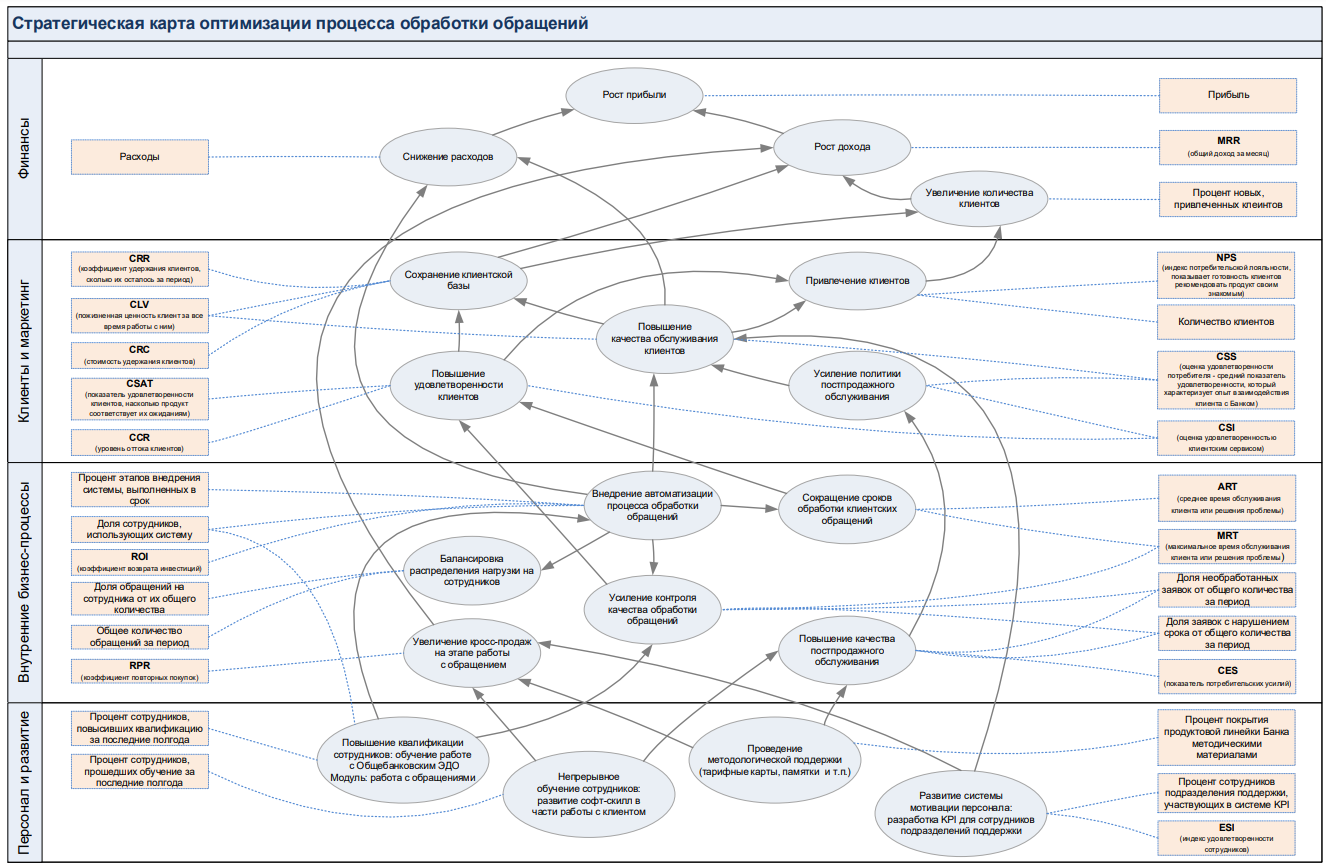 Стратегическая карта оптимизации процесса обработки обращений
Финансы
Рост прибыли
Прибыль
Расходы
Снижение расходов
Рост дохода
MRR
(общий доход за месяц)
Увеличение количества
клиентов
Процент новых,
привлеченных клеинтов
Клиенты и маркетинг
CRR
(коэффициент удержания клиентов,
сколько их осталось за период)
CLV
(пожизненная ценность клиент за все
время работы с ним)
CRC
(стоимость удержания клиентов)
CSAT
(показатель удовлетворенности
клиентов, насколько продукт
соответствует их ожиданиям)
CCR
(уровень оттока клиентов)
Сохранение клиентской
базы
Привлечение клиентов
Повышение
качества обслуживания
клиентов
Повышение
удовлетворенности
клиентов
Усиление политики
постпродажного
обслуживания
NPS
(индекс потребительской лояльности,
показывает готовность клиентов
рекомендовать продукт своим
знакомым)
Количество клиентов
CSS
(оценка удовлетворенности
потребителя - средний показатель
удовлетворенности, который
характеризует опыт взаимодействия
клиента с Банком)
CSI
(оценка удовлетворенностью
клиентским сервисом)
Внутренние бизнес-процессы
Процент этапов внедрения
системы, выполненных в
срок
Доля сотрудников,
использующих систему
ROI
(коэффициент возврата инвестиций)
Доля обращений на
сотрудника от их общего
количества
Общее количество
обращений за период
RPR
(коэффициент повторных покупок)
Внедрение автоматизации
процесса обработки
обращений
Сокращение сроков
обработки клиентских
обращений
Балансировка
распределения нагрузки на
сотрудников
Усиление контроля
качества обработки
обращений
Увеличение кросс-продаж
на этапе работы
с обращением
Повышение качества
постпродажного
обслуживания
ART
(среднее время обслуживания
клиента или решения проблемы)
MRT
(максимальное время обслуживания
клиента или решения проблемы)
Доля необработанных
заявок от общего количества
за период
Доля заявок с нарушением
срока от общего количества
за период
CES
(показатель потребительских усилий)
Персонал и развитие
Процент сотрудников,
повысивших квалификацию
за последние полгода
Процент сотрудников,
прошедших обучение за
последние полгода
Повышение квалификации
сотрудников: обучение работе
с Общебанковским ЭДО
Модуль: работа с обращениями
Непрерывное
обучение сотрудников:
развитие софт-скилл в
части работы с клиентом
Проведение
методологической поддержки
(тарифные карты, памятки и т.п.)
Развитие системы
мотивации персонала:
разработка KPI для сотрудников
подразделений поддержки
Процент покрытия
продуктовой линейки Банка
методическими
материалами
Процент сотрудников
подразделения поддержки,
участвующих в системе KPI
ESI
(индекс удовлетворенности
сотрудников)